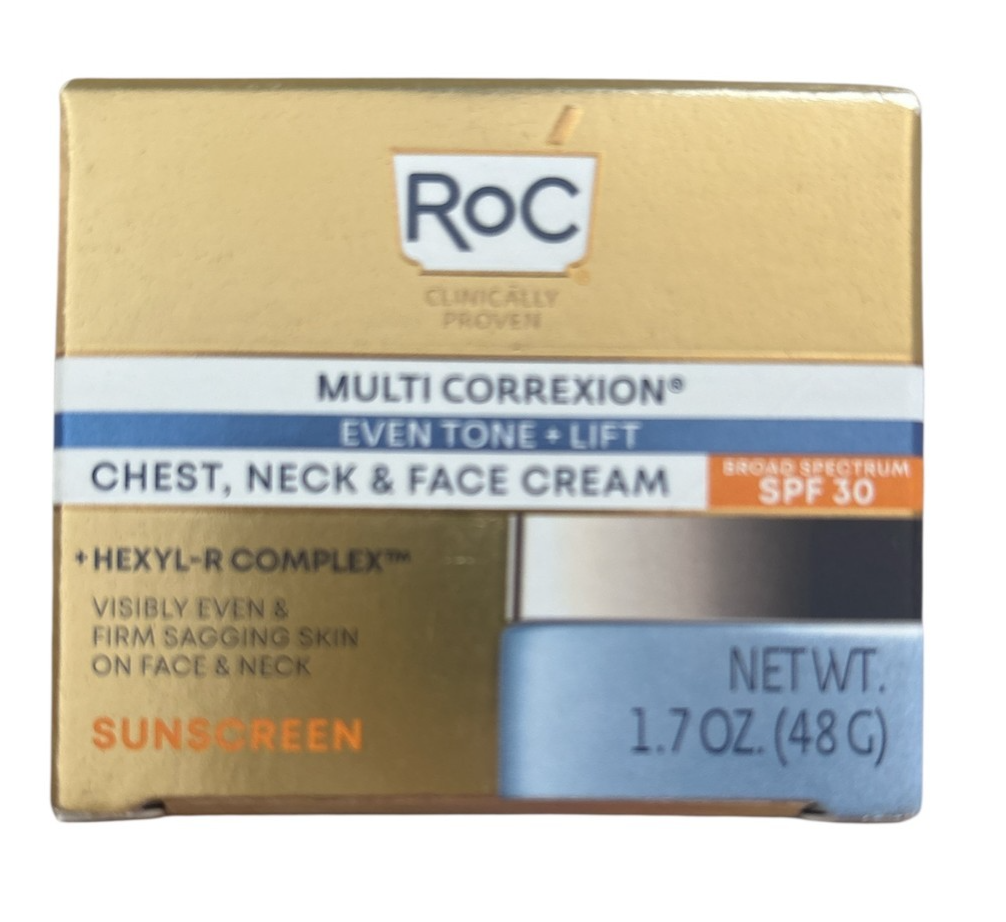 RoC
CLINICALLY
PROVEN
MULTI CORREXION®
EVEN TONE + LIFT
CHEST, NECK & FACE CREAM
BROAD SPECTRUM
SPF 30
+ HEXYL-R COMPLEX™
VISIBLY EVEN &
FIRM SAGGING SKIN
ON FACE & NECK
SUNSCREEN
NET WT.
1.7 OZ. (48 G)